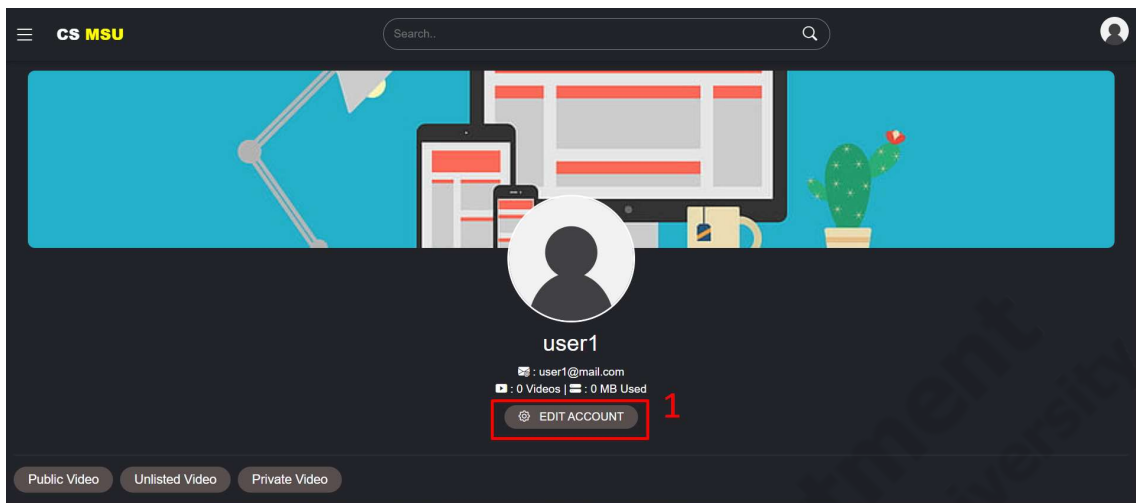 CS MSU
Search..
user1
: user1@mail.com
: 0 Videos | : 0 MB Used
EDIT ACCOUNT
1
Public Video Unlisted Video Private Video